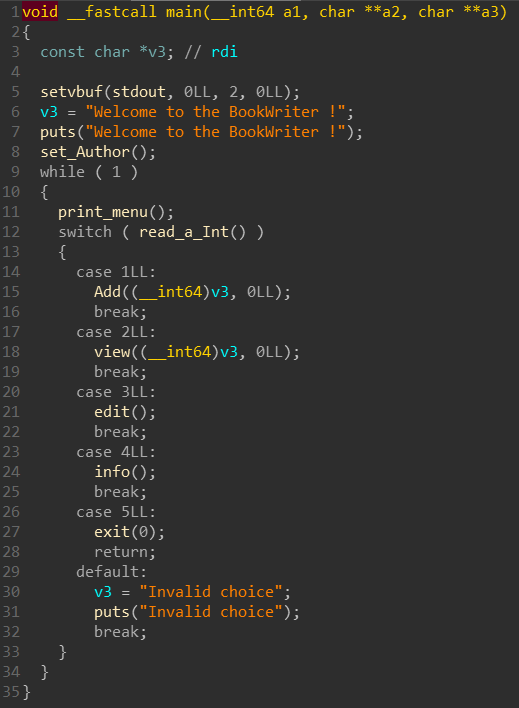 1 void __fastcall main(__int64 a1, char **a2, char **a3)
2 {
3   const char *v3; // rdi
4
5   setvbuf(stdout, 0LL, 2, 0LL);
6   v3 = "Welcome to the BookWriter !";
7   puts("Welcome to the BookWriter !");
8   set_Author();
9   while ( 1 )
10   {
11     print_menu();
12     switch ( read_a_Int() )
13     {
14       case 1LL:
15         Add((__int64)v3, 0LL);
16         break;
17       case 2LL:
18         view((__int64)v3, 0LL);
19         break;
20       case 3LL:
21         edit();
22         break;
23       case 4LL:
24         info();
25         break;
26       case 5LL:
27         exit(0);
28         return;
29       default:
30         v3 = "Invalid choice";
31         puts("Invalid choice");
32         break;
33     }
34   }
35 }